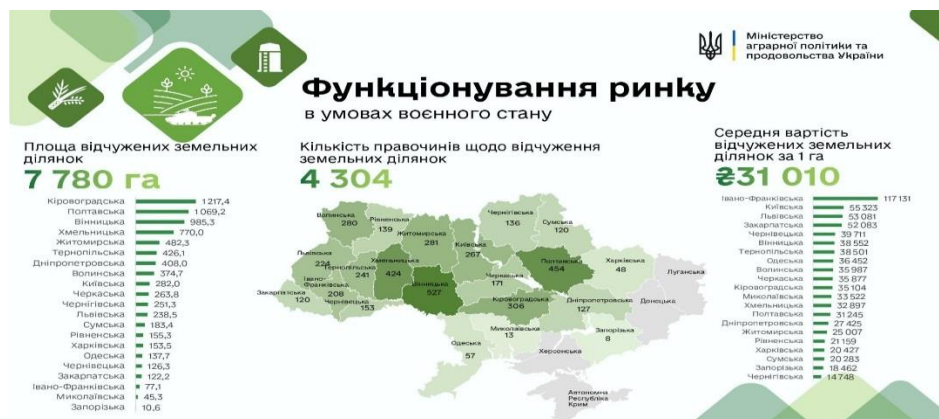 Міністерство
аграрної політики та
продовольства України
Функціонування ринку
в умовах воєнного стану
Площа відчужених земельних
ділянок
7 780 га
Кіровоградська 1 217,4
Полтавська 1 069,2
Вінницька 985,3
Хмельницька 770,0
Житомирська 482,3
Тернопільська 426,1
Дніпропетровська 408,0
Волинська 374,7
Київська 282,0
Черкаська 263,8
Чернігівська 251,3
Львівська 238,5
Сумська 183,4
Рівненська 155,3
Харківська 153,5
Одеська 137,7
Чернівецька 126,3
Закарпатська 122,2
Івано-Франківська 77,1
Миколаївська 45,3
Запорізька 10,6
Кількість правочинів щодо відчуження
земельних ділянок
4 304
Волинська
280
Рівненська
139
Житомирська
281
Київська
267
Чернігівська
136
Сумська
120
Львівська
224
Тернопільська
241
Хмельницька
424
Вінницька
527
Черкаська
171
Полтавська
454
Харківська
48
Луганська
Івано-
Франківська
208
Закарпатська
120
Чернівецька
153
Кіровоградська
306
Дніпропетровська
127
Донецька
Миколаївська
13
Запорізька
8
Одеська
57
Херсонська
Автономна
Республіка
Крим
Середня вартість
відчужених земельних
ділянок за 1 га
₴31 010
Івано-Франківська 117 131
Київська 55 323
Львівська 53 081
Закарпатська 52 083
Чернівецька 39 711
Вінницька 38 552
Тернопільська 38 501
Одеська 36 452
Волинська 35 987
Черкаська 35 877
Кіровоградська 35 104
Миколаївська 33 522
Хмельницька 32 897
Полтавська 31 245
Дніпропетровська 27 425
Житомирська 25 007
Рівненська 21 159
Харківська 20 427
Сумська 20 283
Запорізька 18 462
Чернігівська 14 748